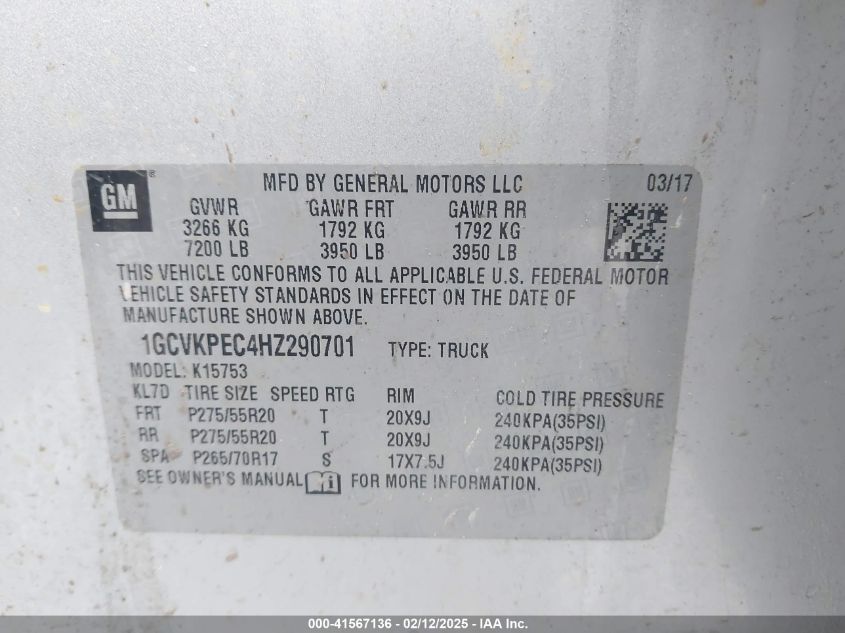 GM ®
MFD BY GENERAL MOTORS LLC 03/17
GVWR GAWR FRT GAWR RR
3266 KG 1792 KG 1792 KG
7200 LB 3950 LB 3950 LB
THIS VEHICLE CONFORMS TO ALL APPLICABLE U.S. FEDERAL MOTOR
VEHICLE SAFETY STANDARDS IN EFFECT ON THE DATE OF
MANUFACTURE SHOWN ABOVE.
1GCVKPEC4HZ290701 TYPE: TRUCK
MODEL: K15753
KL7D TIRE SIZE SPEED RTG RIM COLD TIRE PRESSURE
FRT P275/55R20 T 20X9J 240KPA(35PSI)
RR P275/55R20 T 20X9J 240KPA(35PSI)
SPA P265/70R17 S 17X7.5J 240KPA(35PSI)
SEE OWNER'S MANUAL i FOR MORE INFORMATION.
000-41567136 - 02/12/2025 - IAA Inc.